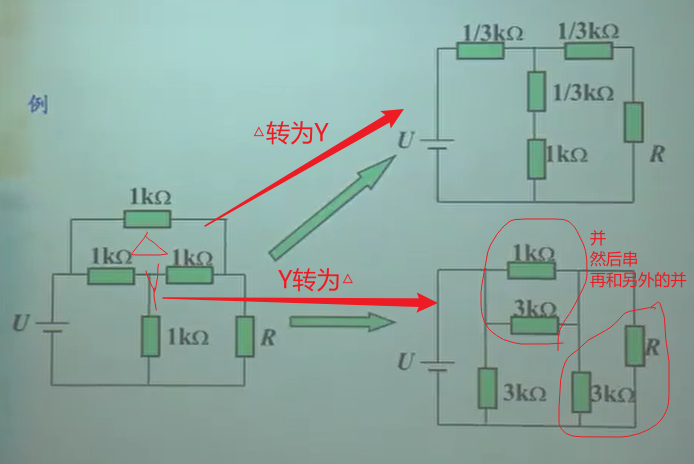 例
1/3kΩ
1/3kΩ
1/3kΩ
1kΩ
U
R
△转为Y
1kΩ
1kΩ
1kΩ
1kΩ
U
R
Y转为△
并
然后串
再和另外的并
1kΩ
3kΩ
3kΩ
3kΩ
U
R